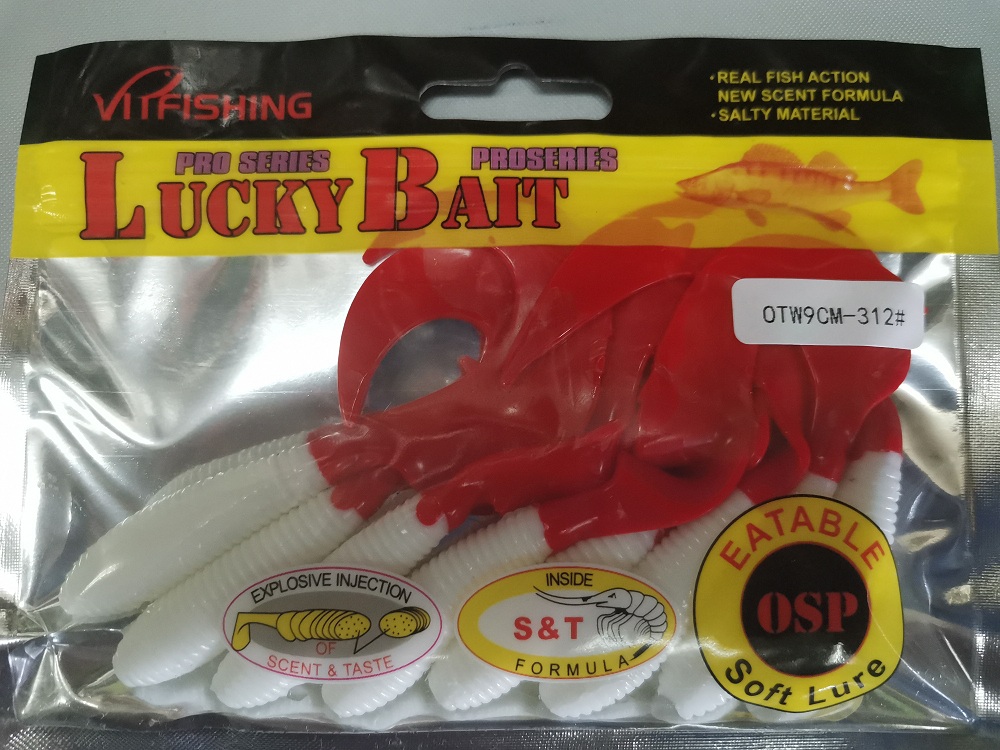 VITFISHING
·REAL FISH ACTION
NEW SCENT FORMULA
·SALTY MATERIAL
PRO SERIES
PROSERIES
LUCKY BAIT
OTW9CM-312#
EXPLOSIVE INJECTION
OF
SCENT & TASTE
INSIDE
S & T
FORMULA
EATABLE
OSP
Soft Lure